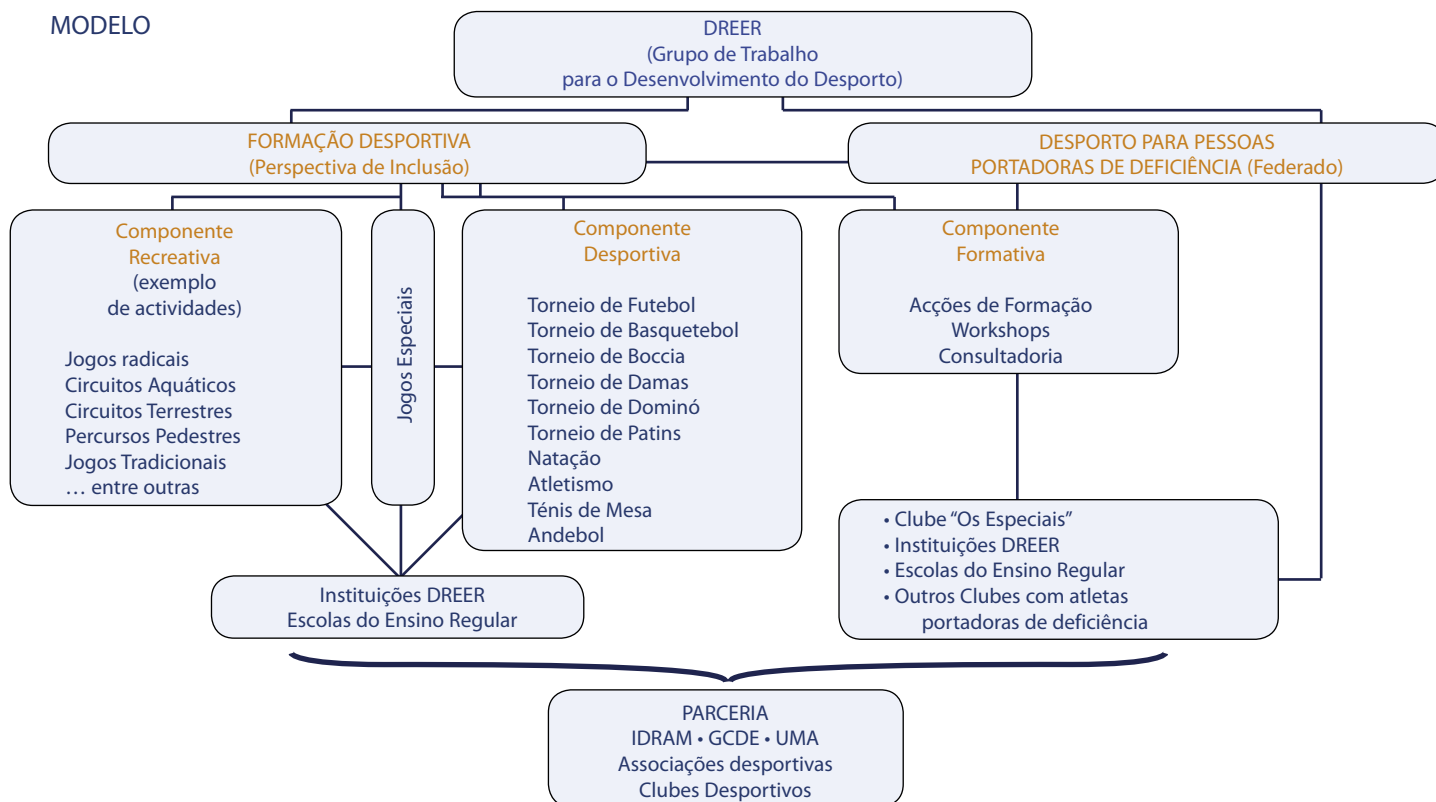 MODELO
DREER
(Grupo de Trabalho
para o Desenvolvimento do Desporto)
FORMAÇÃO DESPORTIVA
(Perspectiva de Inclusão)
DESPORTO PARA PESSOAS
PORTADORAS DE DEFICIÊNCIA (Federado)
Componente
Recreativa
(exemplo
de actividades)
Jogos radicais
Circuitos Aquáticos
Circuitos Terrestres
Percursos Pedestres
Jogos Tradicionais
… entre outras
Jogos Especiais
Componente
Desportiva
Torneio de Futebol
Torneio de Basquetebol
Torneio de Boccia
Torneio de Damas
Torneio de Dominó
Torneio de Patins
Natação
Atletismo
Ténis de Mesa
Andebol
Componente
Formativa
Acções de Formação
Workshops
Consultadoria
Instituições DREER
Escolas do Ensino Regular
• Clube “Os Especiais”
• Instituições DREER
• Escolas do Ensino Regular
• Outros Clubes com atletas
portadoras de deficiência
PARCERIA
IDRAM • GCDE • UMA
Associações desportivas
Clubes Desportivos